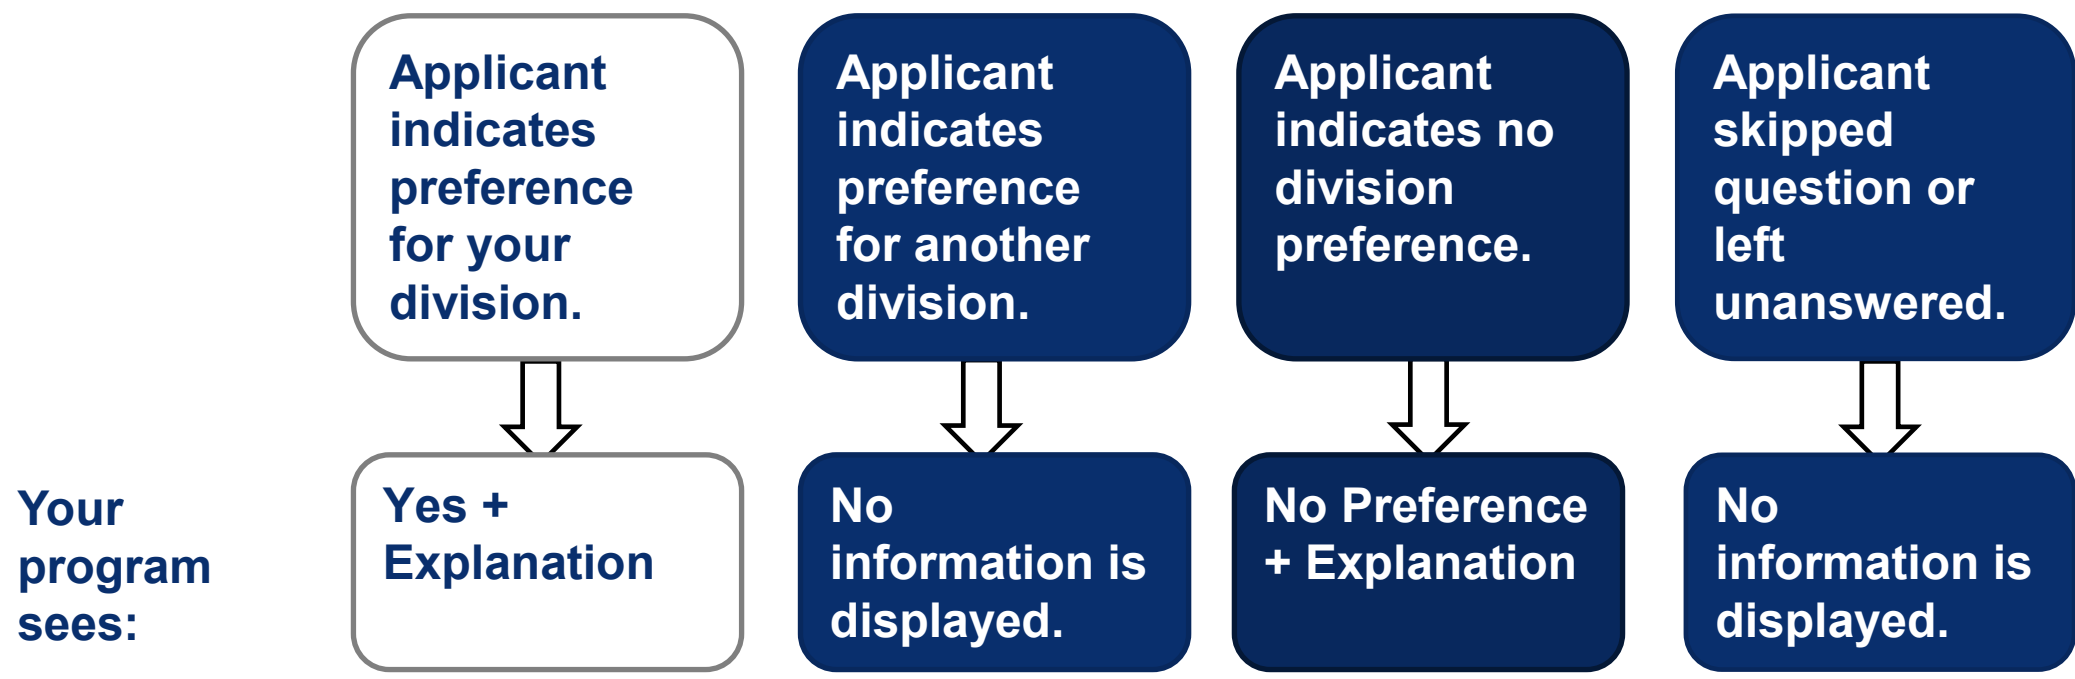 Applicant
indicates
preference
for your
division.
Applicant
indicates
preference
for another
division.
Applicant
indicates no
division
preference.
Applicant
skipped
question or
left
unanswered.
Your
program
sees:
Yes +
Explanation
No
information is
displayed.
No Preference
+ Explanation
No
information is
displayed.